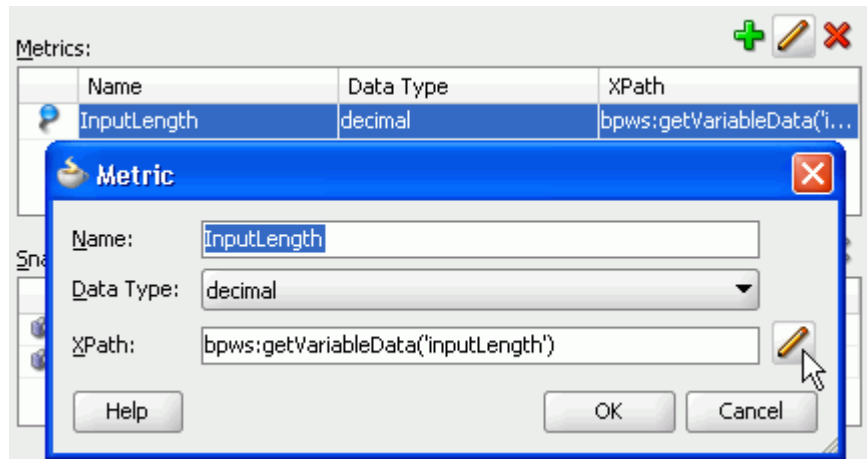 Metrics:
Name Data Type XPath
InputLength decimal bpws:getVariableData('i...
Metric
Name: InputLength
Sna
Data Type: decimal
XPath: bpws:getVariableData('inputLength')
Help OK Cancel